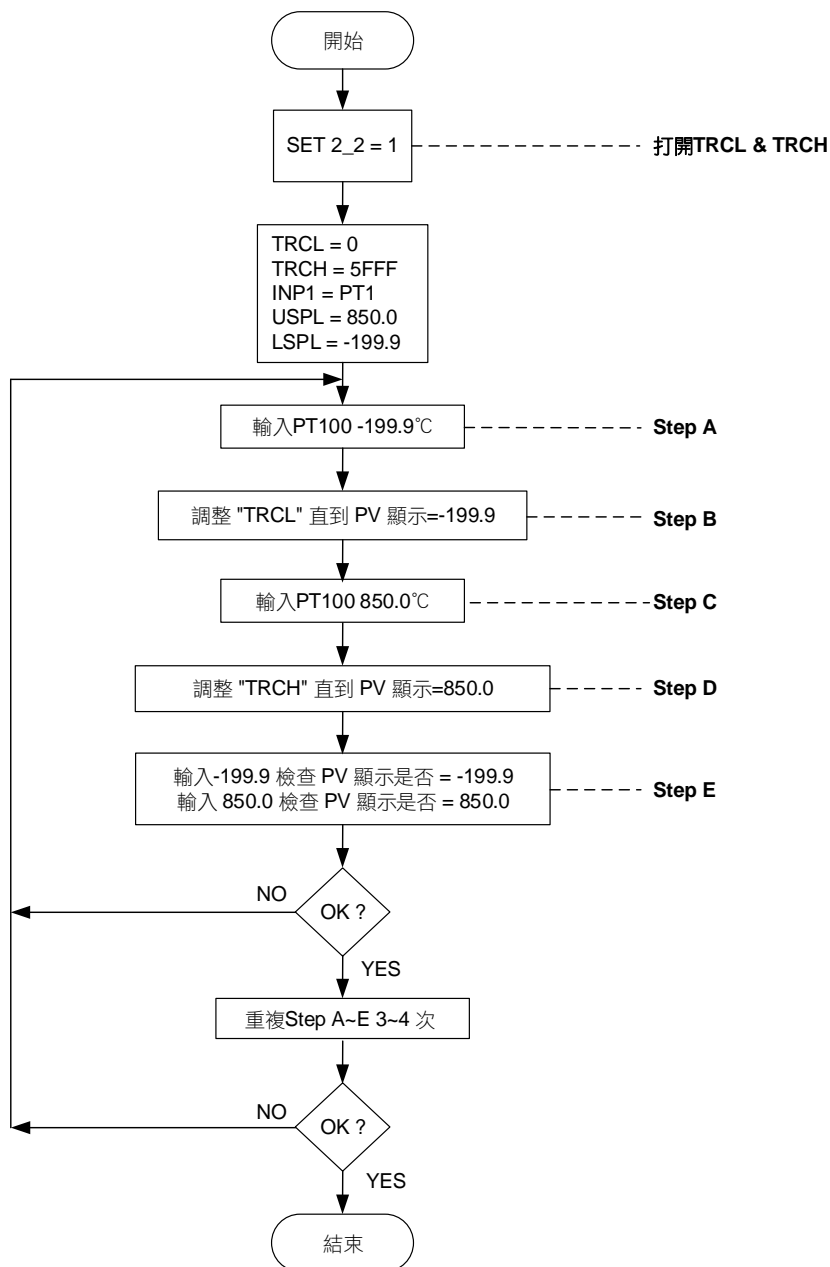 開始
SET 2_2 = 1
打開TRCL & TRCH
TRCL = 0
TRCH = 5FFF
INP1 = PT1
USPL = 850.0
LSPL = -199.9
輸入PT100 -199.9℃
Step A
調整 "TRCL" 直到 PV 顯示=-199.9
Step B
輸入PT100 850.0℃
Step C
調整 "TRCH" 直到 PV 顯示=850.0
Step D
輸入-199.9 檢查 PV 顯示是否 = -199.9
輸入 850.0 檢查 PV 顯示是否 = 850.0
Step E
NO
OK ?
YES
重複Step A~E 3~4 次
NO
OK ?
YES
結束